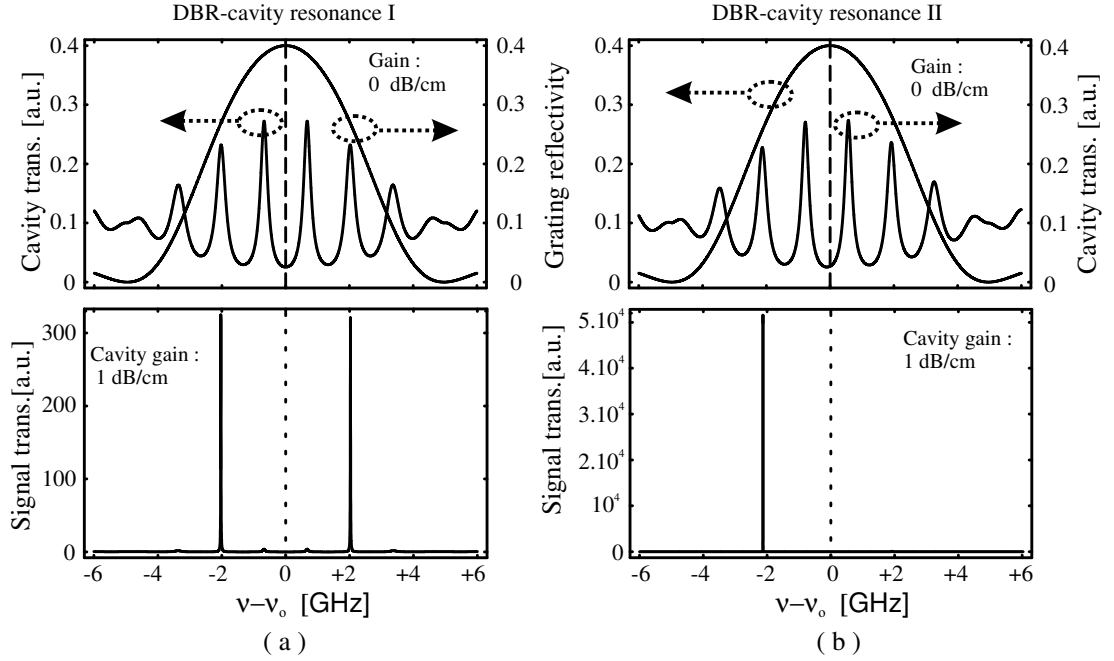 DBR-cavity resonance I
0.4
0.3
0.2
0.1
0
Cavity trans. [a.u.]
Gain :
0 dB/cm
0.4
0.3
0.2
0.1
0
Grating reflectivity
300
200
100
0
Signal trans.[a.u.]
Cavity gain :
1 dB/cm
-6 -4 -2 0 +2 +4 +6
ν–νo [GHz]
( a )
DBR-cavity resonance II
0.4
0.3
0.2
0.1
0
Gain :
0 dB/cm
0.4
0.3
0.2
0.1
0
Cavity trans. [a.u.]
5.10⁴
4.10⁴
3.10⁴
2.10⁴
10⁴
0
Signal trans.[a.u.]
Cavity gain :
1 dB/cm
-6 -4 -2 0 +2 +4 +6
ν–νo [GHz]
( b )